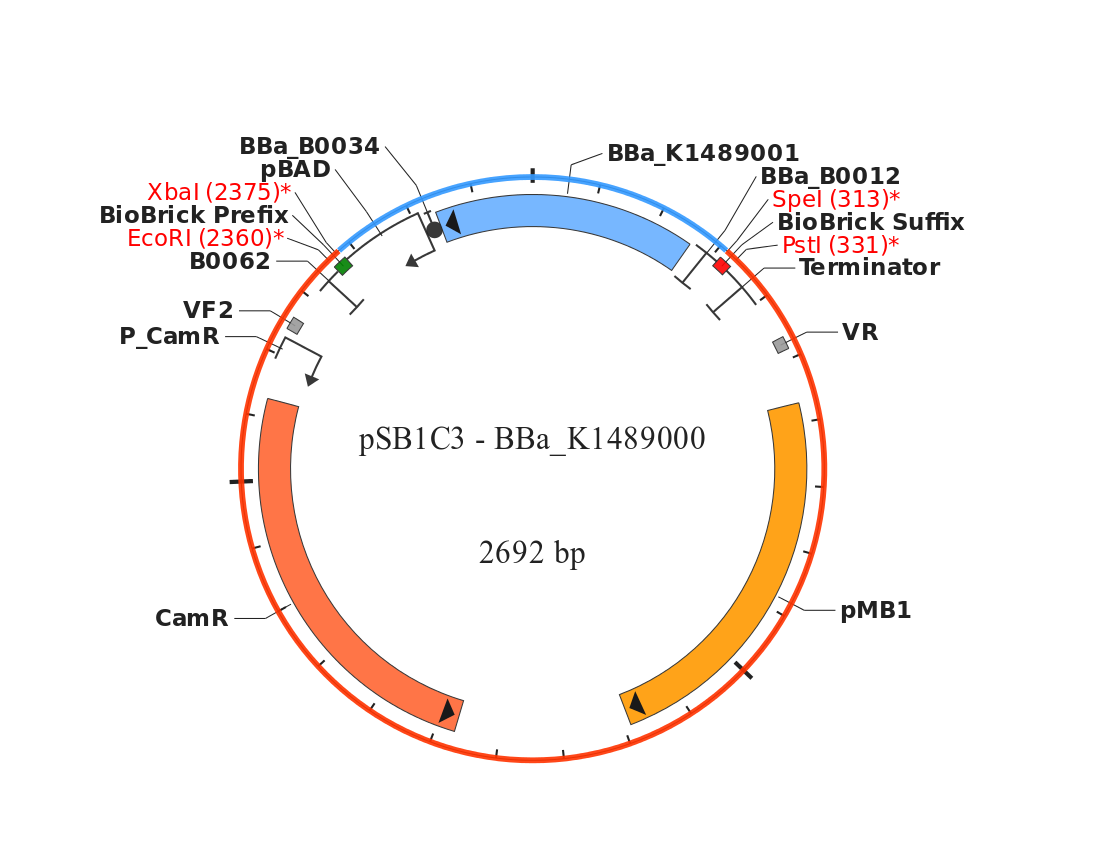 BBa_B0034
pBAD
XbaI (2375)*
BioBrick Prefix
EcoRI (2360)*
B0062
VF2
P_CamR
BBa_K1489001
BBa_B0012
SpeI (313)*
BioBrick Suffix
PstI (331)*
Terminator
VR
pSB1C3 - BBa_K1489000
2692 bp
CamR
pMB1